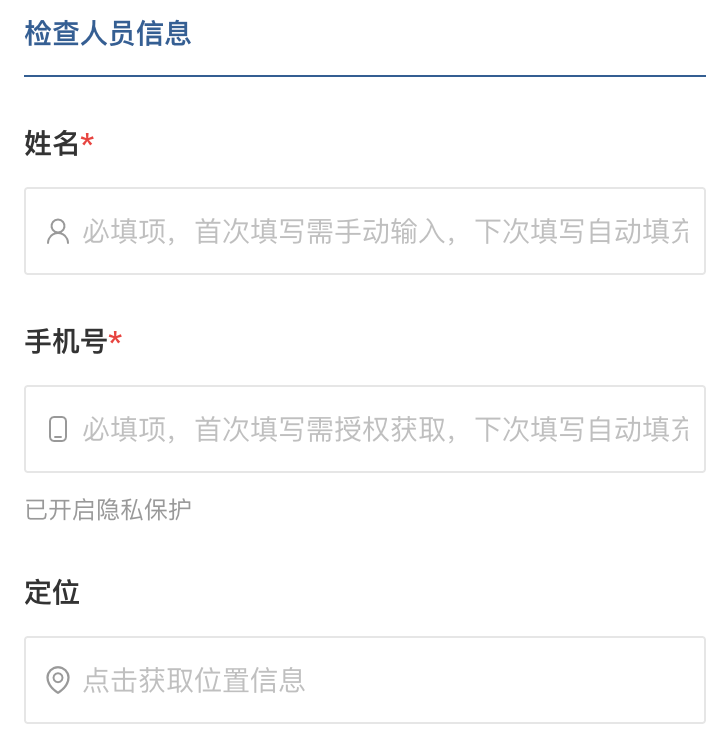 检查人员信息
姓名*
必填项，首次填写需手动输入，下次填写自动填充
手机号*
必填项，首次填写需授权获取，下次填写自动填充
已开启隐私保护
定位
点击获取位置信息